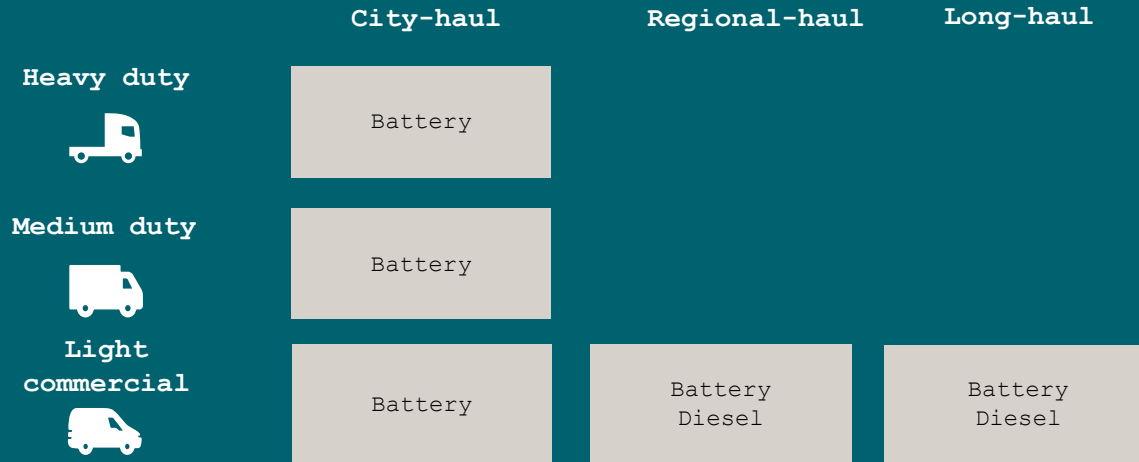 City-haul Regional-haul Long-haul
Heavy duty
Battery
Medium duty
Battery
Light
commercial
Battery
Battery
Diesel
Battery
Diesel